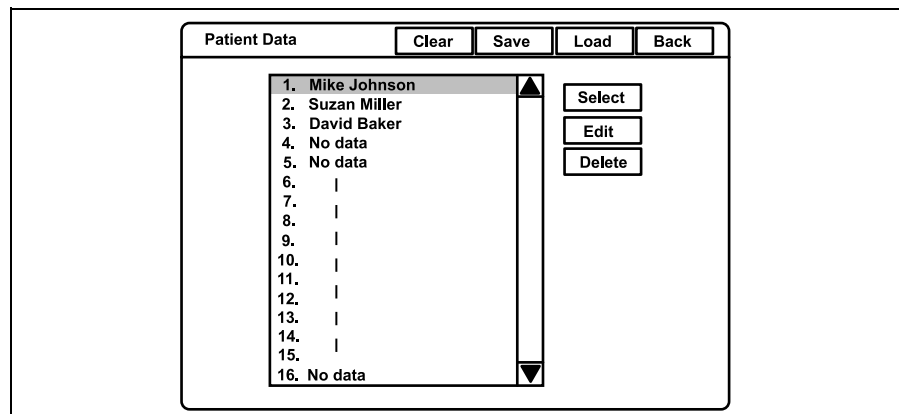 Patient Data Clear Save Load Back
1. Mike Johnson
2. Suzan Miller
3. David Baker
4. No data
5. No data
6. |
7. |
8.
9. |
10. |
11.
12. |
13. |
14.
15. |
16. No data
Select
Edit
Delete